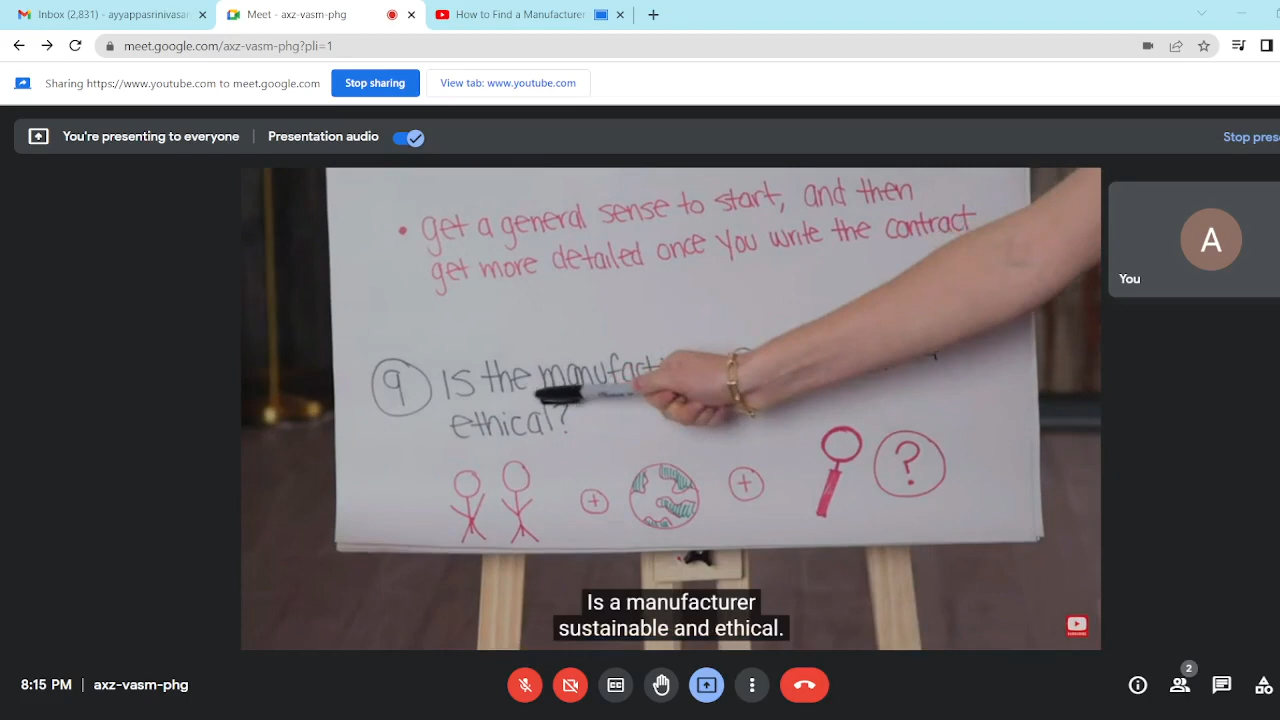 Inbox (2,831) - ayyappasrinivasar
Meet - axz-vasm-phg
How to Find a Manufacturer
meet.google.com/axz-vasm-phg?pli=1
Sharing https://www.youtube.com to meet.google.com
Stop sharing
View tab: www.youtube.com
You're presenting to everyone
Presentation audio
Stop pres
• get a general sense to start, and then
get more detailed once you write the contract
9 Is the manufact
ethical?
?
Is a manufacturer
sustainable and ethical.
A
You
8:15 PM
axz-vasm-phg
2